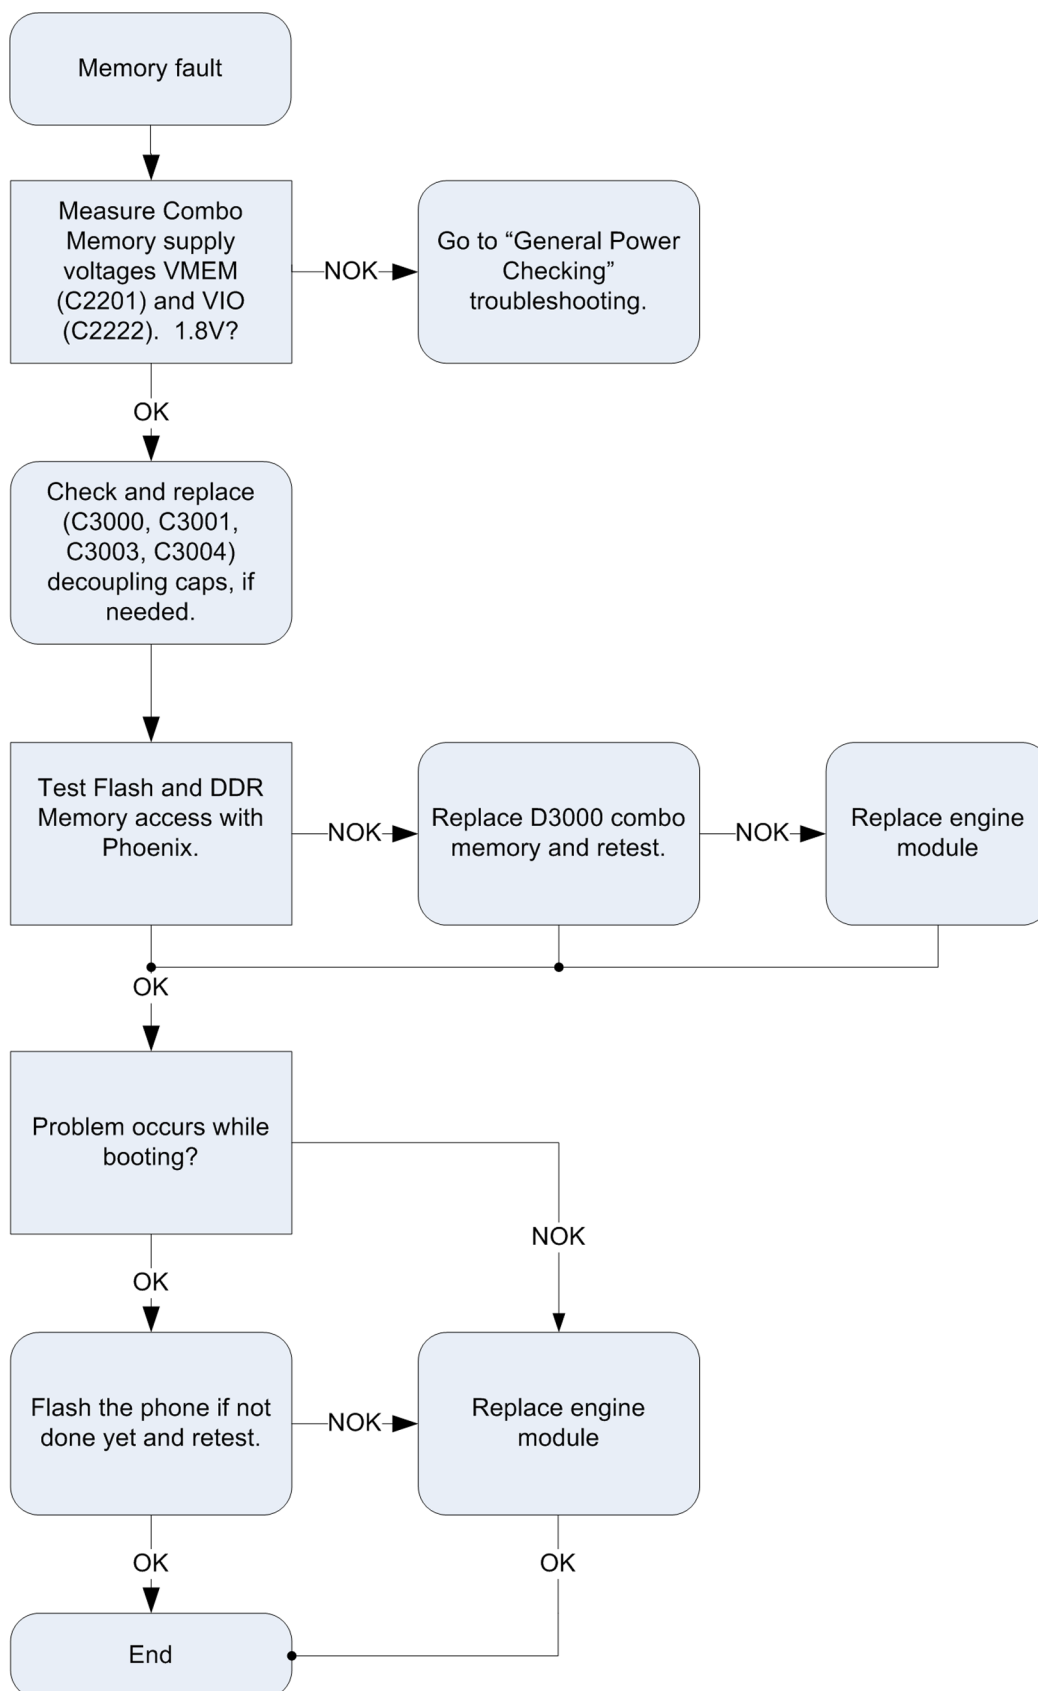 Memory fault
Measure Combo
Memory supply
voltages VMEM
(C2201) and VIO
(C2222).  1.8V?
NOK
Go to “General Power
Checking”
troubleshooting.
OK
Check and replace
(C3000, C3001,
C3003, C3004)
decoupling caps, if
needed.
Test Flash and DDR
Memory access with
Phoenix.
NOK
Replace D3000 combo
memory and retest.
NOK
Replace engine
module
OK
Problem occurs while
booting?
NOK
OK
Flash the phone if not
done yet and retest.
NOK
Replace engine
module
OK
OK
End